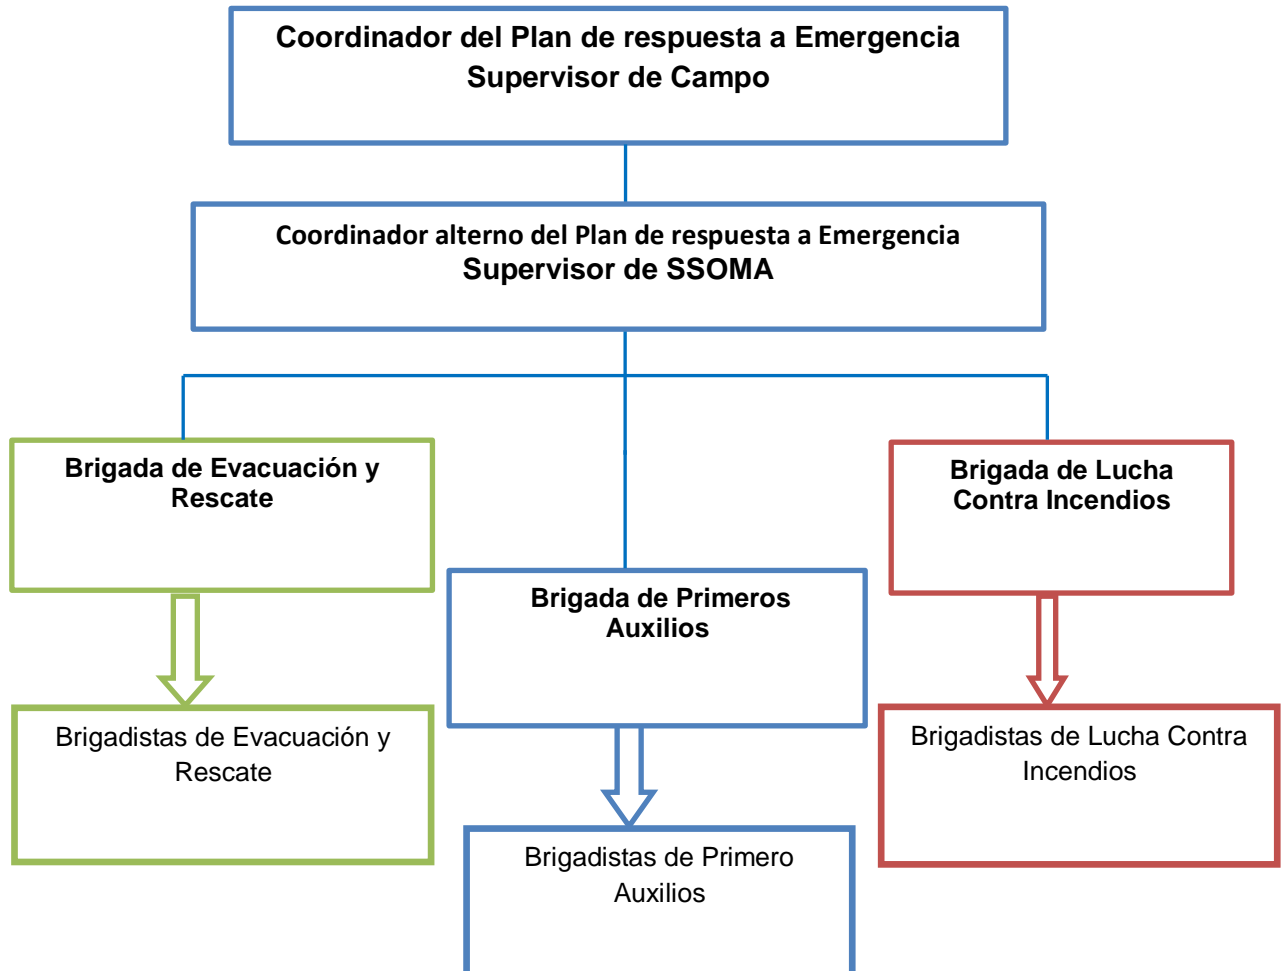 Coordinador del Plan de respuesta a Emergencia
Supervisor de Campo
Coordinador alterno del Plan de respuesta a Emergencia
Supervisor de SSOMA
Brigada de Evacuación y
Rescate
Brigada de Lucha
Contra Incendios
Brigada de Primeros
Auxilios
Brigadistas de Evacuación y
Rescate
Brigadistas de Lucha Contra
Incendios
Brigadistas de Primero
Auxilios